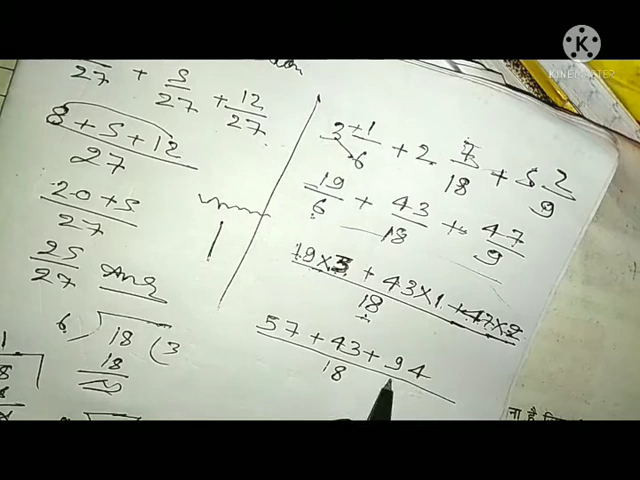 K
KINEMASTER
/27 + 5/27 + 12/27
8 + 5 + 12 / 27
20 + 5 / 27
25/27 Ans
6) 18 (3
18
3 1/6 + 2 7/18 + 5 2/9
19/6 + 43/18 + 47/9
19×3 + 43×1 + 47×2 / 18
57 + 43 + 94 / 18
ना है